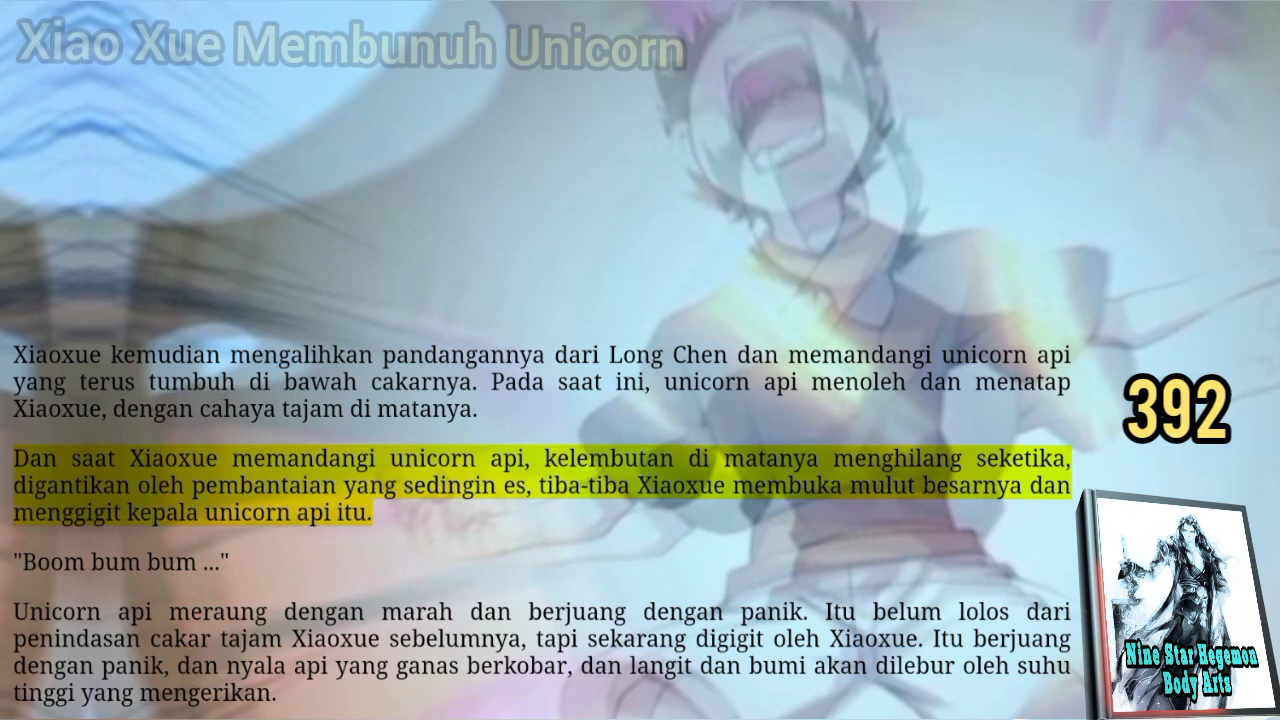 Xiao Xue Membunuh Unicorn
Xiaoxue kemudian mengalihkan pandangannya dari Long Chen dan memandangi unicorn api
yang terus tumbuh di bawah cakarnya. Pada saat ini, unicorn api menoleh dan menatap
Xiaoxue, dengan cahaya tajam di matanya.
Dan saat Xiaoxue memandangi unicorn api, kelembutan di matanya menghilang seketika,
digantikan oleh pembantaian yang sedingin es, tiba-tiba Xiaoxue membuka mulut besarnya dan
menggigit kepala unicorn api itu.
"Boom bum bum ..."
Unicorn api meraung dengan marah dan berjuang dengan panik. Itu belum lolos dari
penindasan cakar tajam Xiaoxue sebelumnya, tapi sekarang digigit oleh Xiaoxue. Itu berjuang
dengan panik, dan nyala api yang ganas berkobar, dan langit dan bumi akan dilebur oleh suhu
tinggi yang mengerikan.
392
Nine Star Hegemon
Body Arts